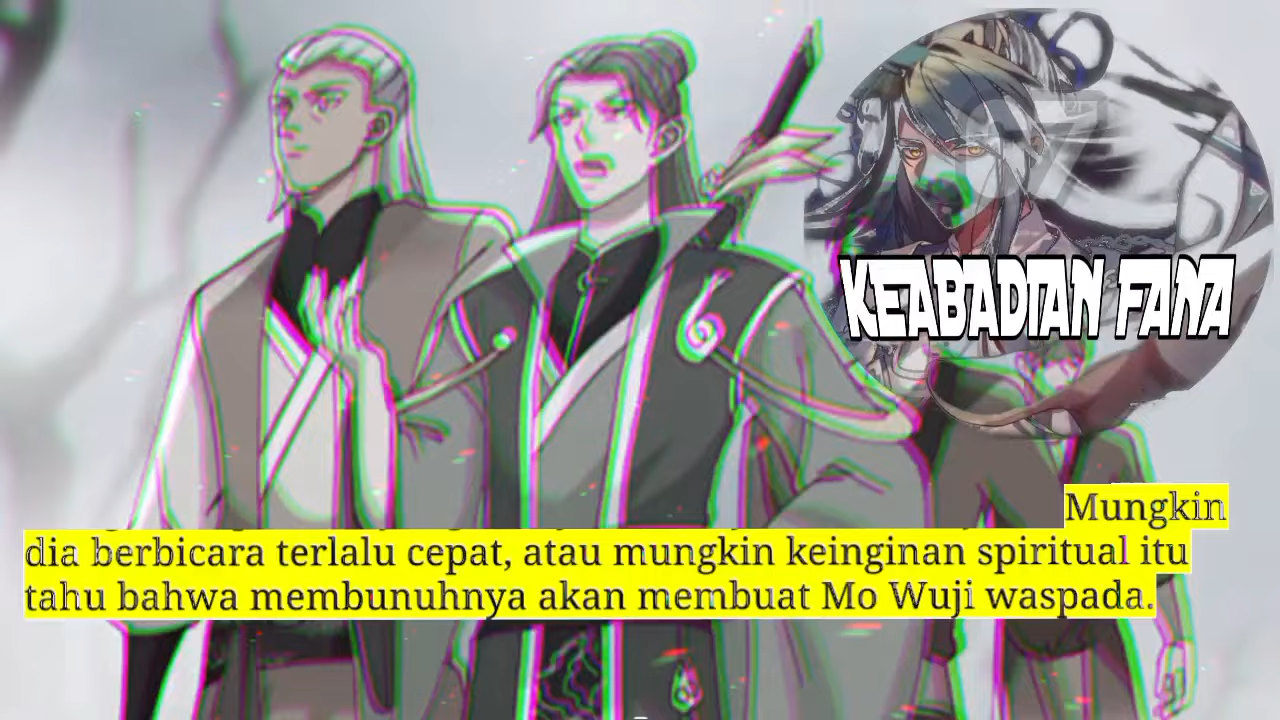 KEABADIAN FANA
Mungkin
dia berbicara terlalu cepat, atau mungkin keinginan spiritual itu
tahu bahwa membunuhnya akan membuat Mo Wuji waspada.